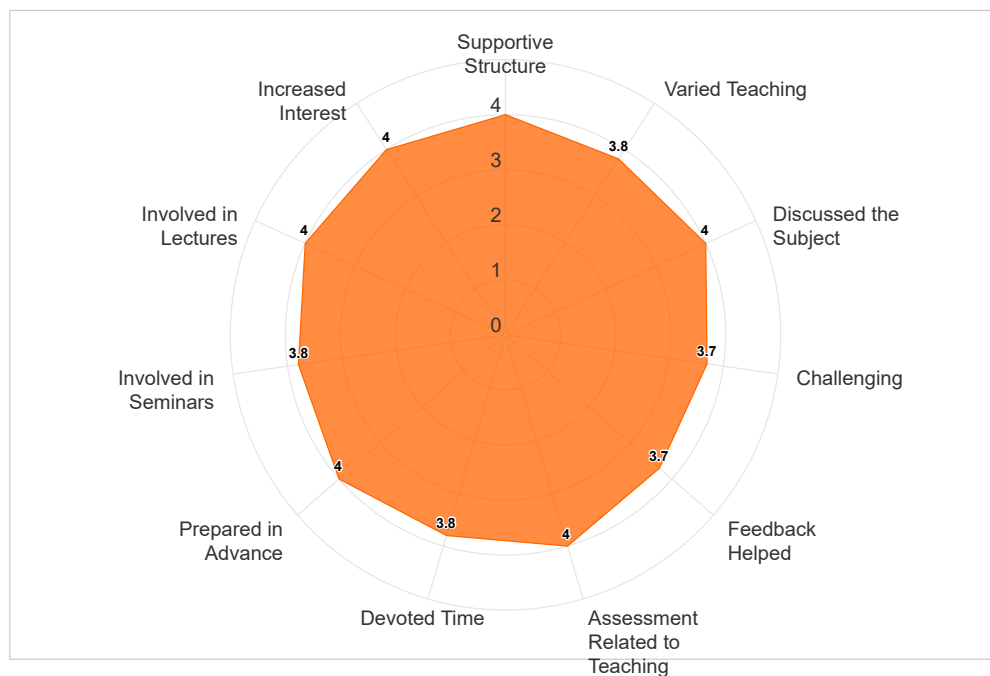 Supportive
Structure
Increased
Interest
Varied Teaching
4
4
3.8
3
Involved in
Lectures
4
2
4
Discussed the
Subject
1
0
3.8
3.7
Involved in
Seminars
Challenging
4
3.7
Prepared in
Advance
3.8
4
Feedback
Helped
Devoted Time
Assessment
Related to
Teaching